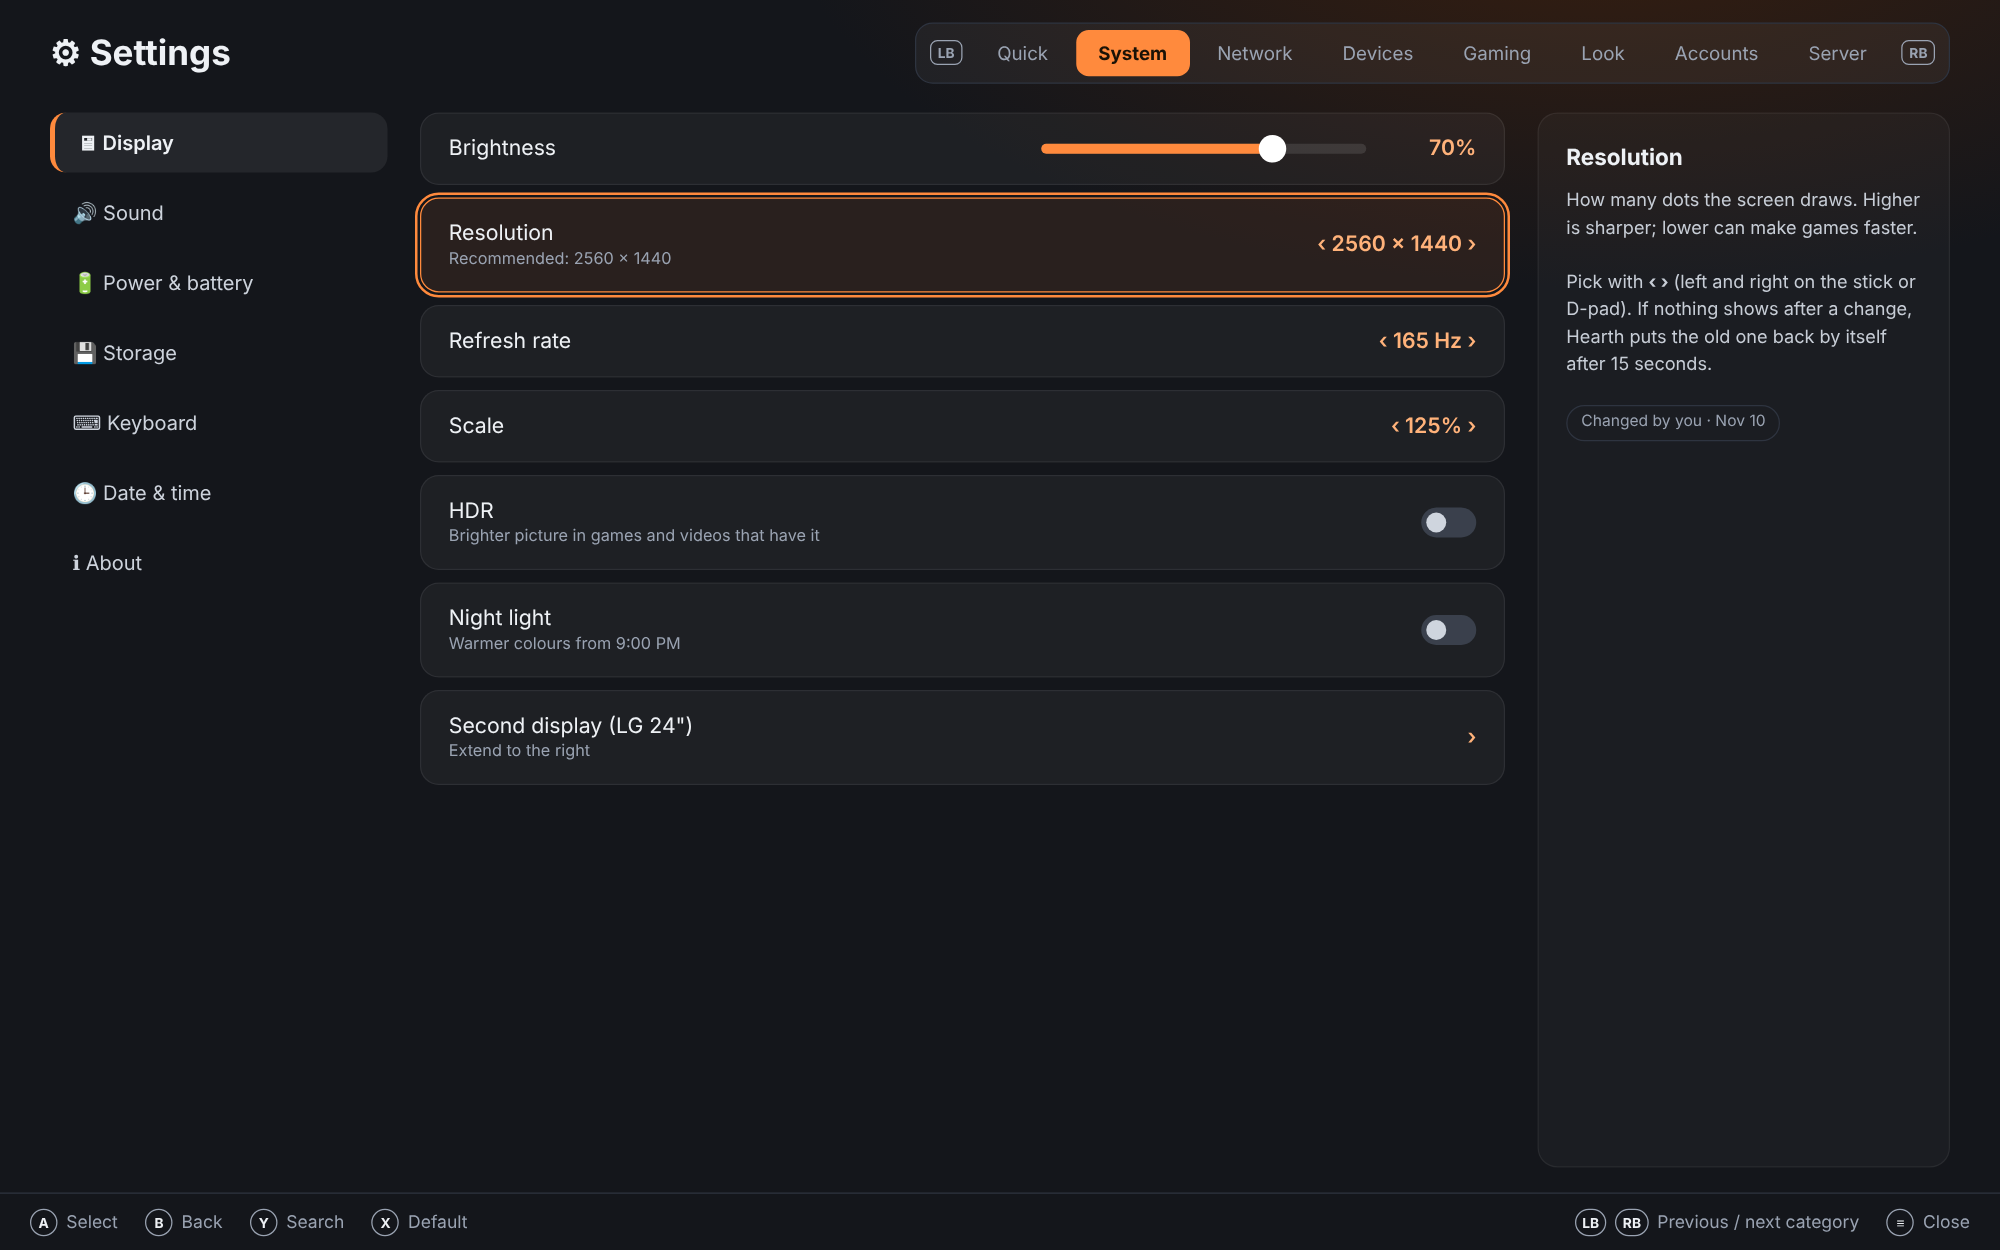 ⚙ Settings
LB Quick System Network Devices Gaming Look Accounts Server RB
🖥 Display
🔊 Sound
🔋 Power & battery
💾 Storage
⌨ Keyboard
🕒 Date & time
ℹ About
Brightness 70%
Resolution ‹ 2560 × 1440 ›
Recommended: 2560 × 1440
Refresh rate ‹ 165 Hz ›
Scale ‹ 125% ›
HDR
Brighter picture in games and videos that have it
Night light
Warmer colours from 9:00 PM
Second display (LG 24") ›
Extend to the right
Resolution
How many dots the screen draws. Higher
is sharper; lower can make games faster.
Pick with ‹ › (left and right on the stick or
D-pad). If nothing shows after a change,
Hearth puts the old one back by itself
after 15 seconds.
Changed by you · Nov 10
A Select B Back Y Search X Default LB RB Previous / next category ≡ Close